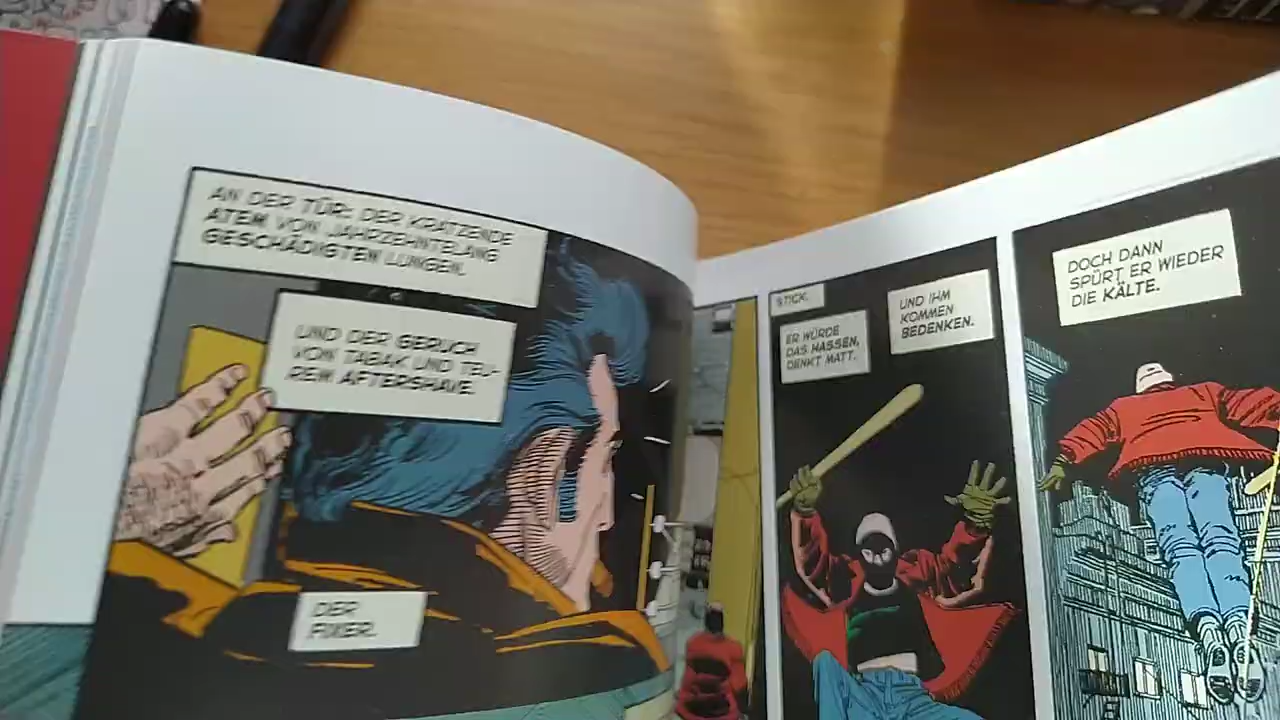 AN DER TÜR: DER KRATZENDE
ATEM VON JAHRZEHNTELANG
GESCHÄDIGTEN LUNGEN.
UND DER GERUCH
VON TABAK UND TEU-
REM AFTERSHAVE.
DER
FIXER.
STICK.
ER WÜRDE
DAS HASSEN,
DENKT MATT.
UND IHM
KOMMEN
BEDENKEN.
DOCH DANN
SPÜRT ER WIEDER
DIE KÄLTE.